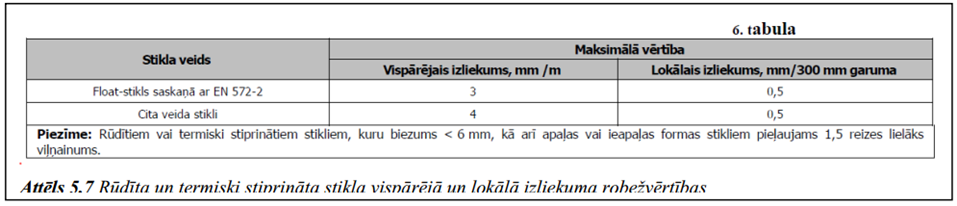 6. tabula
Stikla veids
Maksimālā vērtība
Vispārējais izliekums, mm /m
Lokālais izliekums, mm/300 mm garuma
Float-stikls saskaņā ar EN 572-2
3
0,5
Cita veida stikli
4
0,5
Piezīme: Rūdītiem vai termiski stiprinātiem stikliem, kuru biezums < 6 mm, kā arī apaļas vai ieapaļas formas stikliem pieļaujams 1,5 reizes lielāks
viļņainums.
Attēls 5.7 Rūdīta un termiski stiprināta stikla vispārējā un lokālā izliekuma robežvērtības